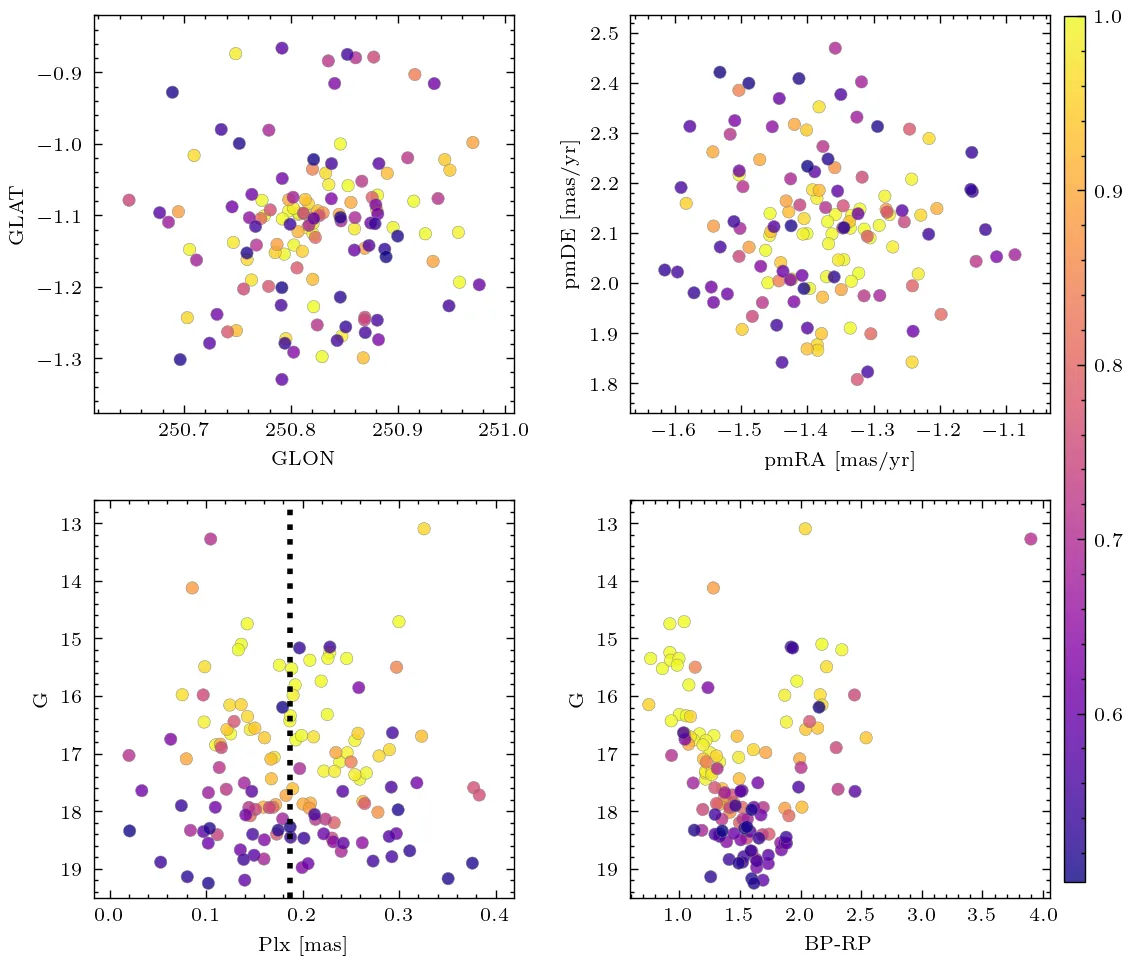 −0.9
−1.0
−1.1
−1.2
−1.3
GLAT
250.7 250.8 250.9 251.0
GLON
2.5
2.4
2.3
2.2
2.1
2.0
1.9
1.8
pmDE [mas/yr]
−1.6 −1.5 −1.4 −1.3 −1.2 −1.1
pmRA [mas/yr]
13
14
15
16
17
18
19
G
0.0 0.1 0.2 0.3 0.4
Plx [mas]
13
14
15
16
17
18
19
G
1.0 1.5 2.0 2.5 3.0 3.5 4.0
BP-RP
1.0
0.9
0.8
0.7
0.6